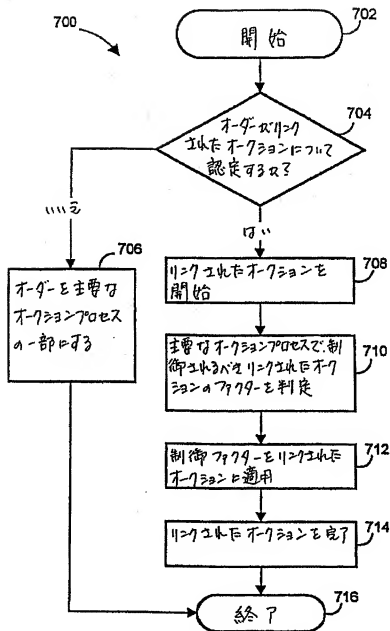 700
開始
702
オーダーがリンク
されたオークションについて
認定するか?
704
いいえ
はい
706
オーダーを主要な
オークションプロセス
の一部にする
リンクされたオークションを
開始
708
主要なオークションプロセスで、制
御されるべきリンクされたオーク
ションのファクターを判定
710
制御ファクターをリンクされた
オークションに適用
712
リンクされたオークションを完了
714
終了
716